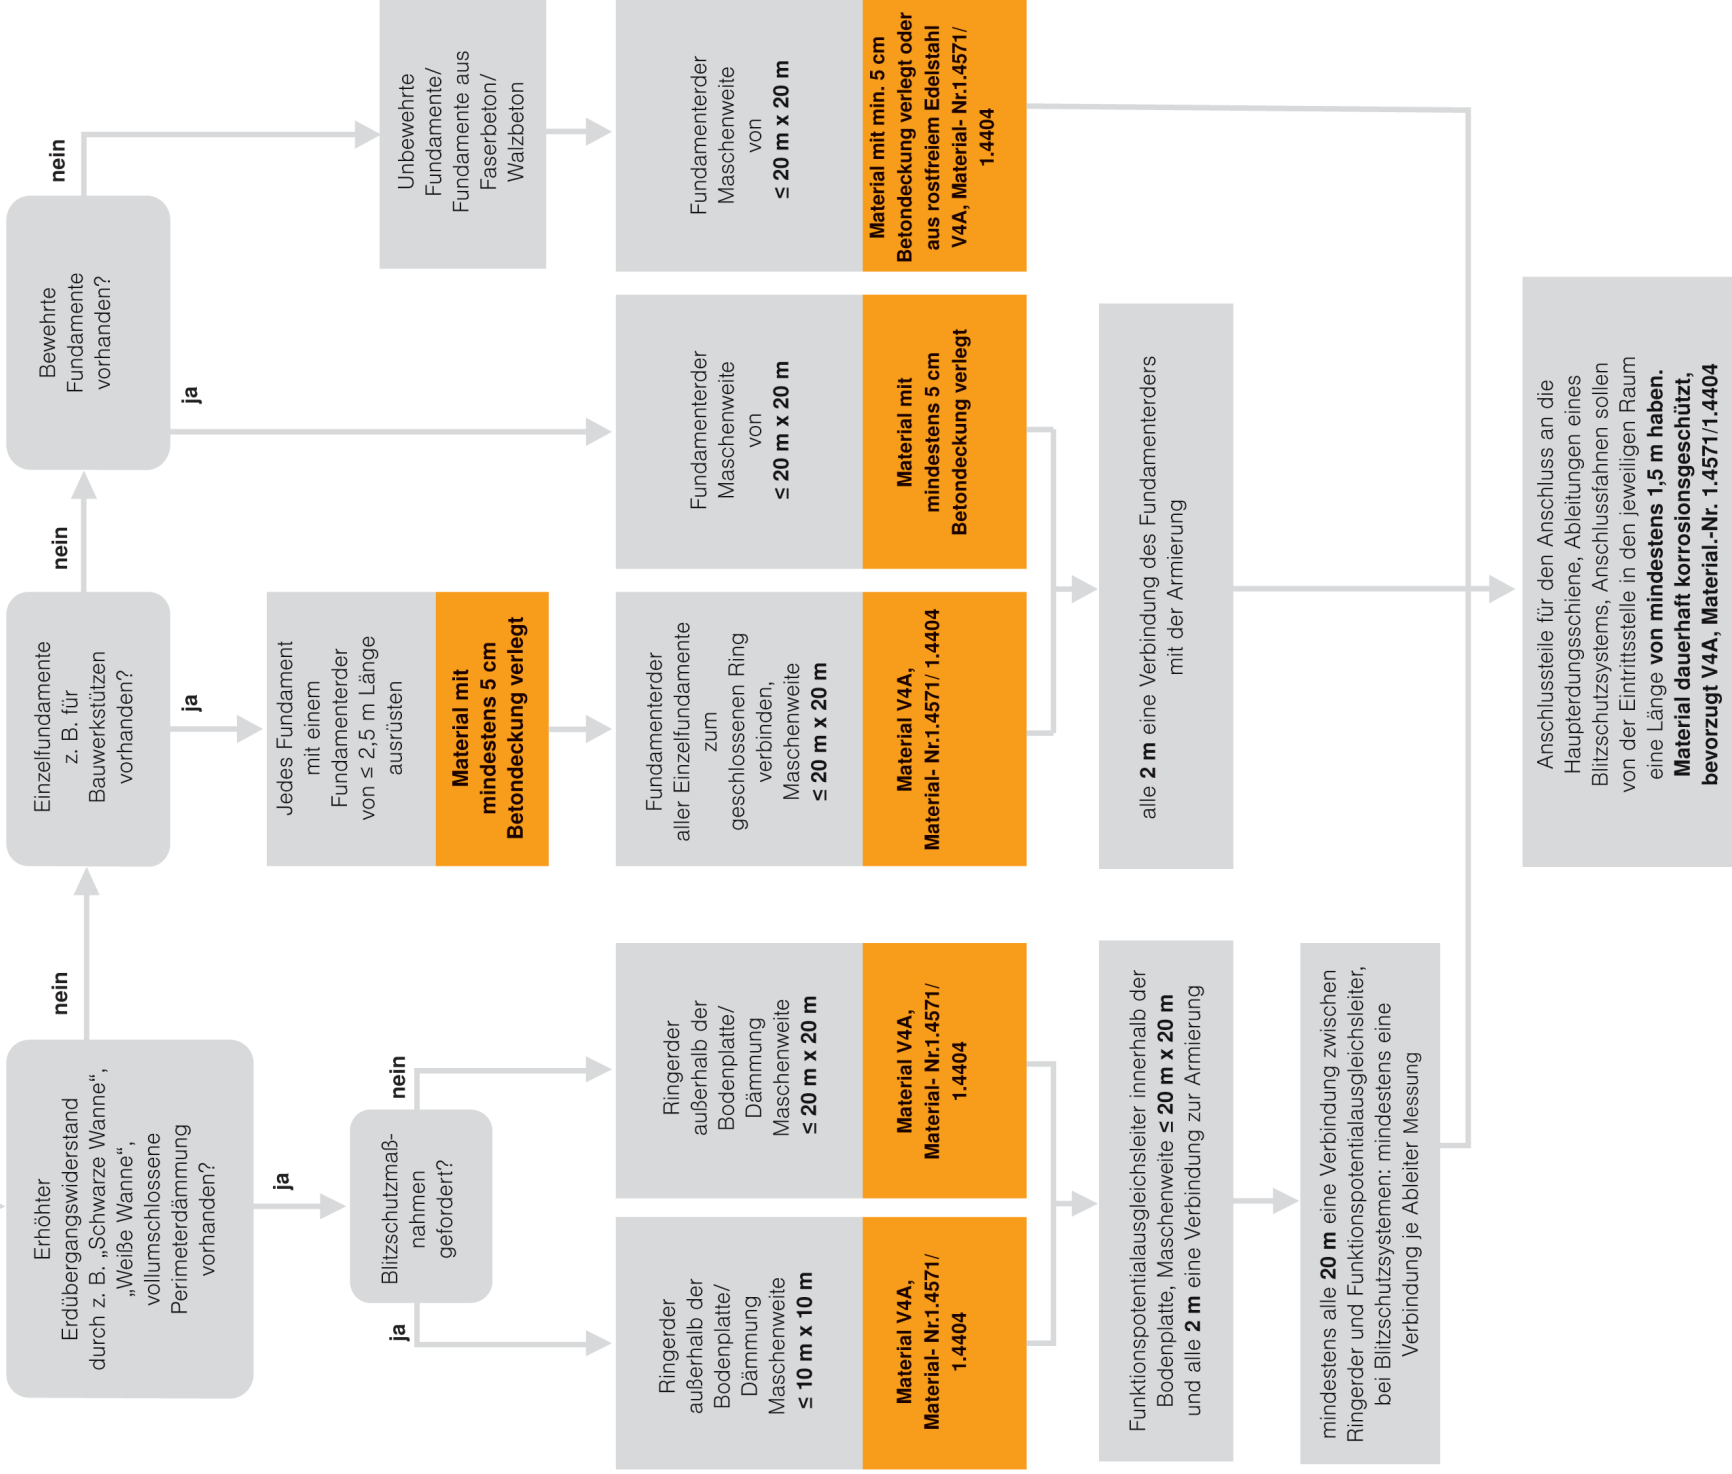 Erhöhter
Erdübergangswiderstand
durch z. B. „Schwarze Wanne“,
„Weiße Wanne“,
vollumschlossene
Perimeterdämmung
vorhanden?
nein
ja
Einzelfundamente
z. B. für
Bauwerkstützen
vorhanden?
nein
ja
Bewehrte
Fundamente
vorhanden?
nein
ja
Blitzschutzmaß-
nahmen
gefordert?
ja
nein
Jedes Fundament
mit einem
Fundamenterder
von ≤ 2,5 m Länge
ausrüsten
Material mit
mindestens 5 cm
Betondeckung verlegt
Unbewehrte
Fundamente/
Fundamente aus
Faserbeton/
Walzbeton
Ringerder
außerhalb der
Bodenplatte/
Dämmung
Maschenweite
≤ 10 m x 10 m
Material V4A,
Material- Nr.1.4571/
1.4404
Ringerder
außerhalb der
Bodenplatte/
Dämmung
Maschenweite
≤ 20 m x 20 m
Material V4A,
Material- Nr.1.4571/
1.4404
Fundamenterder
aller Einzelfundamente
zum
geschlossenen Ring
verbinden,
Maschenweite
≤ 20 m x 20 m
Material V4A,
Material- Nr.1.4571/ 1.4404
Fundamenterder
Maschenweite
von
≤ 20 m x 20 m
Material mit
mindestens 5 cm
Betondeckung verlegt
Fundamenterder
Maschenweite
von
≤ 20 m x 20 m
Material mit min. 5 cm
Betondeckung verlegt oder
aus rostfreiem Edelstahl
V4A, Material- Nr.1.4571/
1.4404
Funktionspotentialausgleichsleiter innerhalb der
Bodenplatte, Maschenweite ≤ 20 m x 20 m
und alle 2 m eine Verbindung zur Armierung
alle 2 m eine Verbindung des Fundamenterders
mit der Armierung
mindestens alle 20 m eine Verbindung zwischen
Ringerder und Funktionspotentialausgleichsleiter,
bei Blitzschutzsystemen: mindestens eine
Verbindung je Ableiter Messung
Anschlussteile für den Anschluss an die
Haupterdungsschiene, Ableitungen eines
Blitzschutzsystems, Anschlussfahnen sollen
von der Eintrittsstelle in den jeweiligen Raum
eine Länge von mindestens 1,5 m haben.
Material dauerhaft korrosionsgeschützt,
bevorzugt V4A, Material.-Nr. 1.4571/1.4404